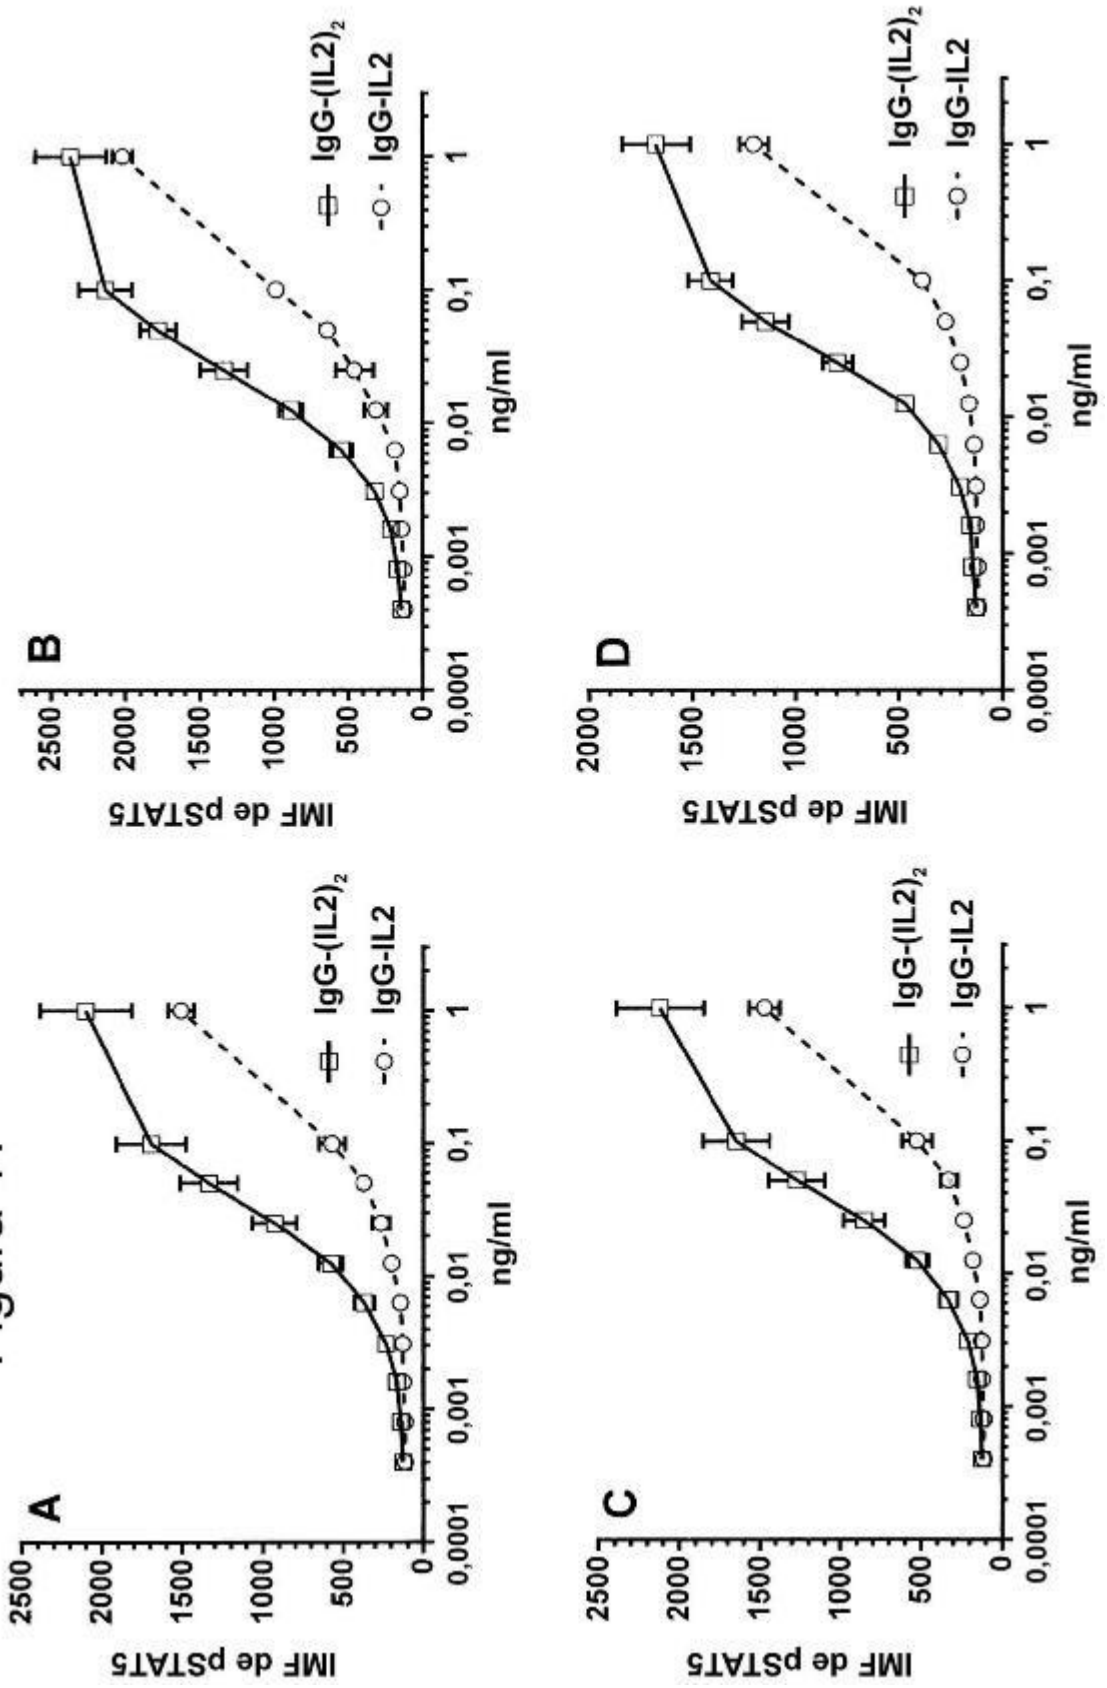 A
IMF de pSTAT5
2500
2000
1500
1000
500
0
0,0001
0,001
0,01
0,1
1
ng/ml
IgG-(IL2)₂
IgG-IL2
B
IMF de pSTAT5
2500
2000
1500
1000
500
0
0,0001
0,001
0,01
0,1
1
ng/ml
IgG-(IL2)₂
IgG-IL2
C
IMF de pSTAT5
2500
2000
1500
1000
500
0
0,0001
0,001
0,01
0,1
1
ng/ml
IgG-(IL2)₂
IgG-IL2
D
IMF de pSTAT5
2000
1500
1000
500
0
0,0001
0,001
0,01
0,1
1
ng/ml
IgG-(IL2)₂
IgG-IL2